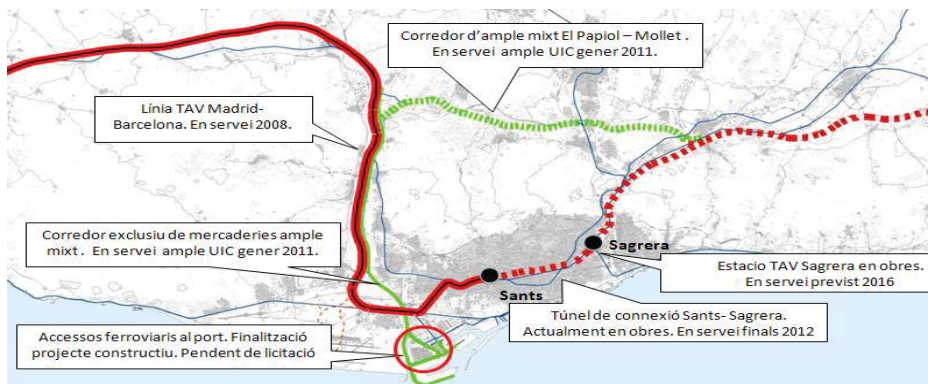 Corredor d'ample mixt El Papiol – Mollet .
En servei ample UIC gener 2011.
Línia TAV Madrid-
Barcelona. En servei 2008.
Corredor exclusiu de mercaderies ample
mixt . En servei ample UIC gener 2011.
Sagrera
Estacio TAV Sagrera en obres.
En servei previst 2016
Sants
Túnel de connexió Sants- Sagrera.
Actualment en obres. En servei finals 2012
Accessos ferroviaris al port. Finalització
projecte constructiu. Pendent de licitació